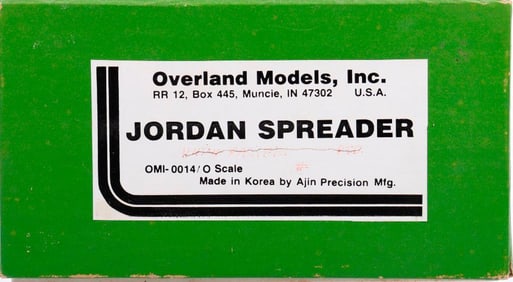 Overland Models, Inc.
RR 12, Box 445, Muncie, IN 47302 U.S.A.
JORDAN SPREADER
OMI-0014/O Scale
Made in Korea by Ajin Precision Mfg.